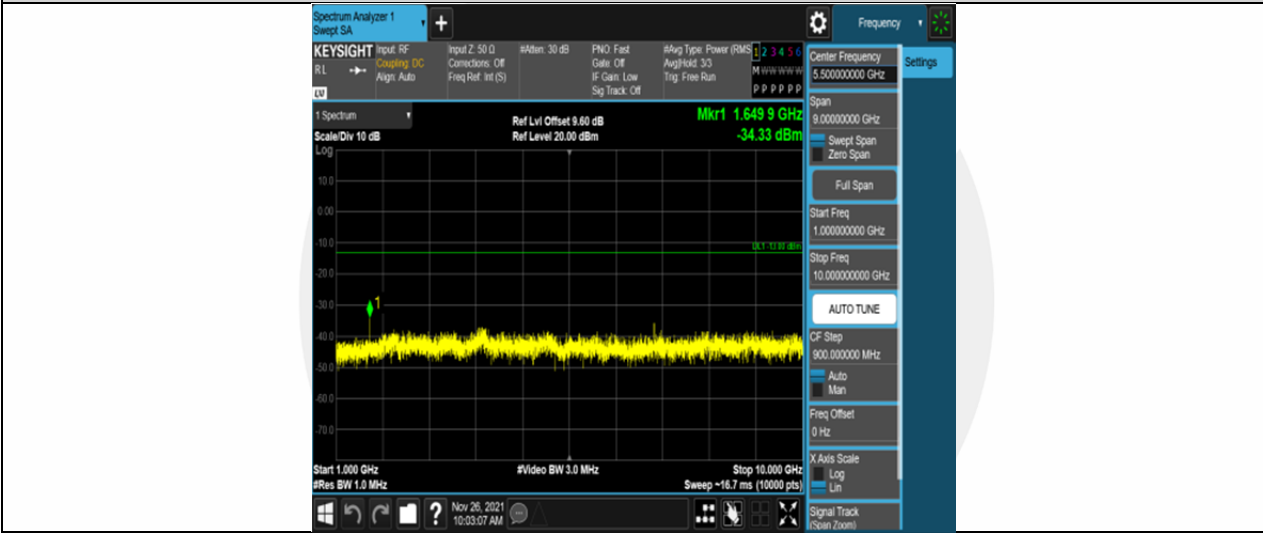 Spectrum Analyzer 1
Swept SA
+
Frequency
KEYSIGHT
Input: RF
Coupling: DC
Align: Auto
RL
LV
Input Z: 50 Ω
Corrections: Off
Freq Ref: Int (S)
#Atten: 30 dB
PNO: Fast
Gate: Off
IF Gain: Low
Sig Track: Off
#Avg Type: Power (RMS
Avg|Hold: 3/3
Trig: Free Run
1 2 3 4 5 6
M W W W W W
P P P P P P
Center Frequency
5.500000000 GHz
Settings
Span
9.00000000 GHz
Swept Span
Zero Span
Full Span
Start Freq
1.000000000 GHz
Stop Freq
10.000000000 GHz
AUTO TUNE
CF Step
900.000000 MHz
Auto
Man
Freq Offset
0 Hz
X Axis Scale
Log
Lin
Signal Track
(Span Zoom)
1 Spectrum
Scale/Div 10 dB
Ref Lvl Offset 9.60 dB
Ref Level 20.00 dBm
Mkr1 1.649 9 GHz
-34.33 dBm
Log
10.0
0.00
-10.0
DL1 -13.00 dBm
-20.0
-30.0
1
-40.0
-50.0
-60.0
-70.0
Start 1.000 GHz
#Res BW 1.0 MHz
#Video BW 3.0 MHz
Stop 10.000 GHz
Sweep ~16.7 ms (10000 pts)
?
Nov 26, 2021
10:03:07 AM